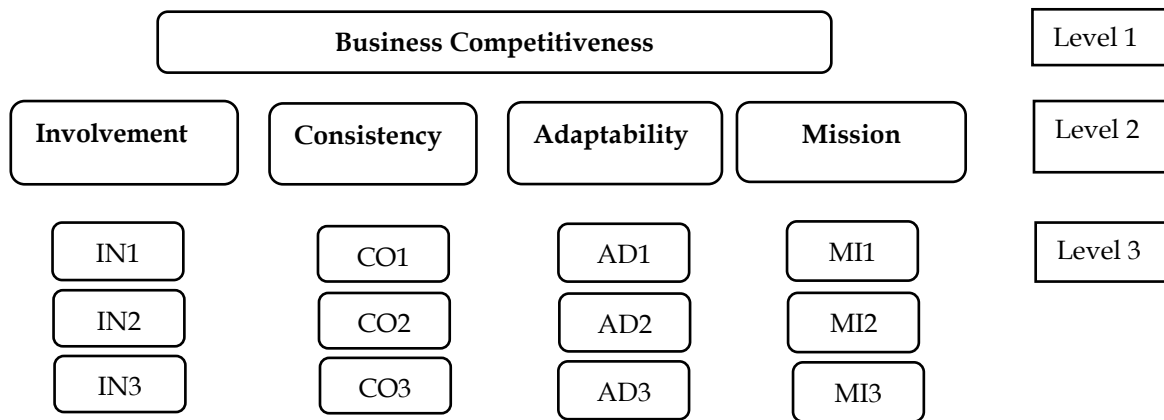 Business Competitiveness
Level 1
Involvement
Consistency
Adaptability
Mission
Level 2
IN1
CO1
AD1
MI1
Level 3
IN2
CO2
AD2
MI2
IN3
CO3
AD3
MI3